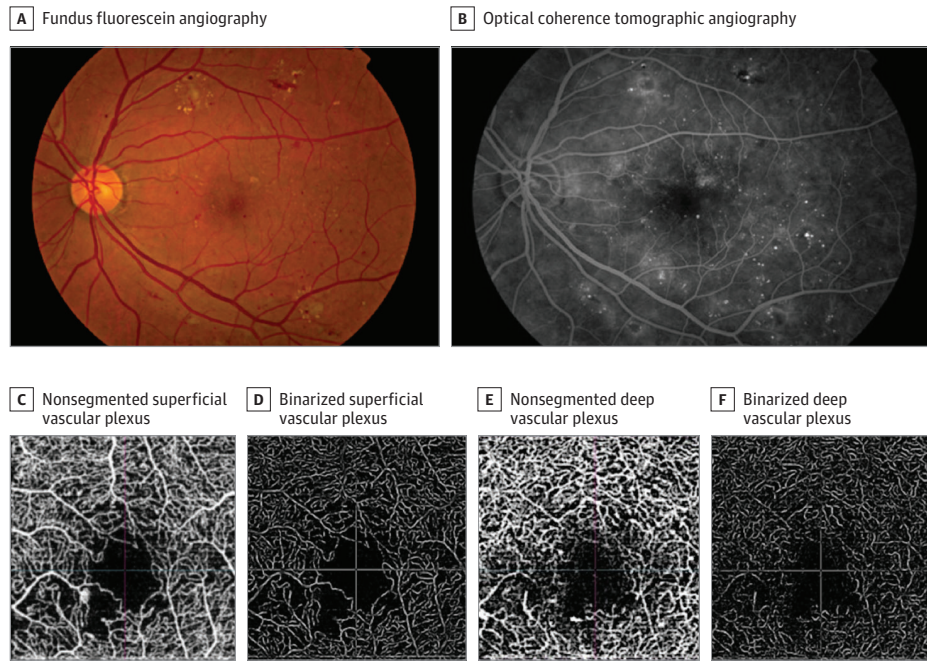 A Fundus fluorescein angiography
B Optical coherence tomographic angiography
C Nonsegmented superficial
vascular plexus
D Binarized superficial
vascular plexus
E Nonsegmented deep
vascular plexus
F Binarized deep
vascular plexus